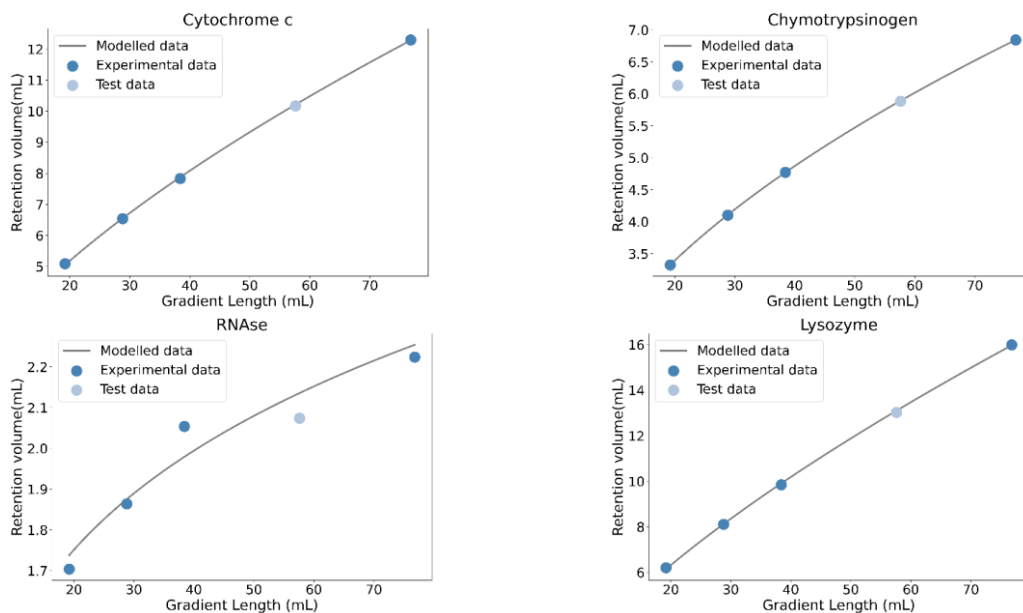 Cytochrome c
Retention volume(mL)
12
11
10
9
8
7
6
5
Modelled data
Experimental data
Test data
20 30 40 50 60 70
Gradient Length (mL)
Chymotrypsinogen
Retention volume(mL)
7.0
6.5
6.0
5.5
5.0
4.5
4.0
3.5
Modelled data
Experimental data
Test data
20 30 40 50 60 70
Gradient Length (mL)
RNAse
Retention volume(mL)
2.2
2.1
2.0
1.9
1.8
1.7
Modelled data
Experimental data
Test data
20 30 40 50 60 70
Gradient Length (mL)
Lysozyme
Retention volume(mL)
16
14
12
10
8
6
Modelled data
Experimental data
Test data
20 30 40 50 60 70
Gradient Length (mL)